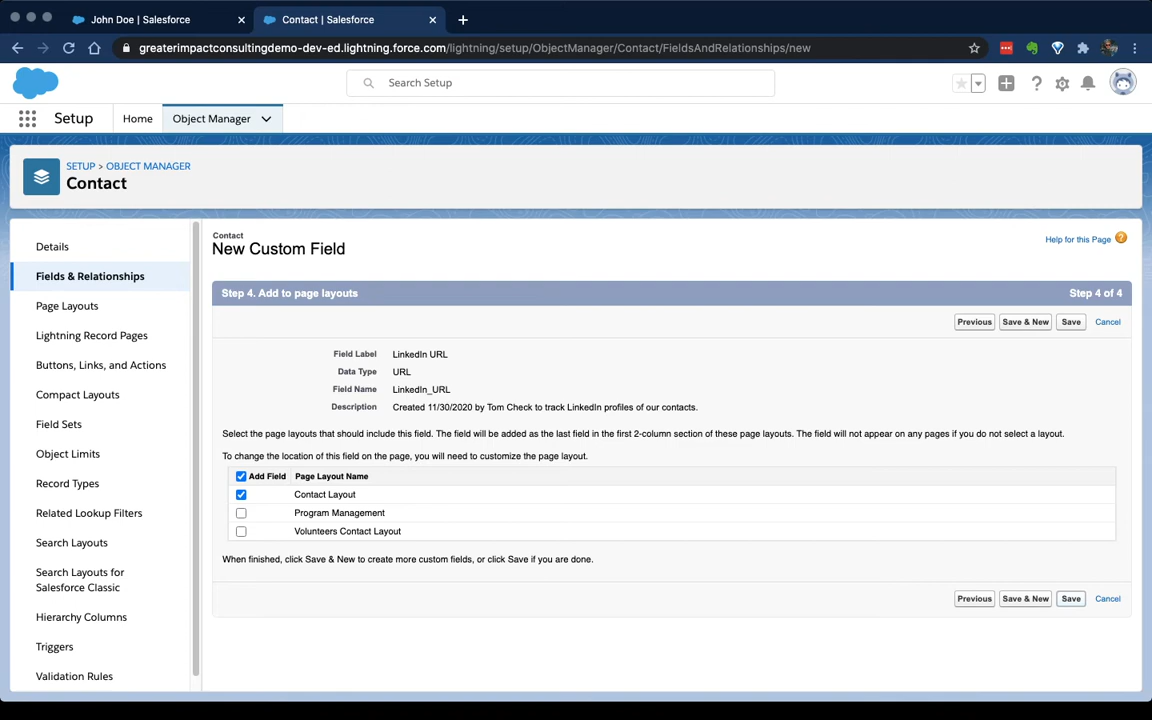 John Doe | Salesforce
Contact | Salesforce
greaterimpactconsultingdemo-dev-ed.lightning.force.com/lightning/setup/ObjectManager/Contact/FieldsAndRelationships/new
Search Setup
Setup
Home
Object Manager
SETUP > OBJECT MANAGER
Contact
Details
Fields & Relationships
Page Layouts
Lightning Record Pages
Buttons, Links, and Actions
Compact Layouts
Field Sets
Object Limits
Record Types
Related Lookup Filters
Search Layouts
Search Layouts for
Salesforce Classic
Hierarchy Columns
Triggers
Validation Rules
Contact
New Custom Field
Help for this Page ?
Step 4. Add to page layouts Step 4 of 4
Previous Save & New Save Cancel
Field Label LinkedIn URL
Data Type URL
Field Name LinkedIn_URL
Description Created 11/30/2020 by Tom Check to track LinkedIn profiles of our contacts.
Select the page layouts that should include this field. The field will be added as the last field in the first 2-column section of these page layouts. The field will not appear on any pages if you do not select a layout.
To change the location of this field on the page, you will need to customize the page layout.
Add Field Page Layout Name
Contact Layout
Program Management
Volunteers Contact Layout
When finished, click Save & New to create more custom fields, or click Save if you are done.
Previous Save & New Save Cancel